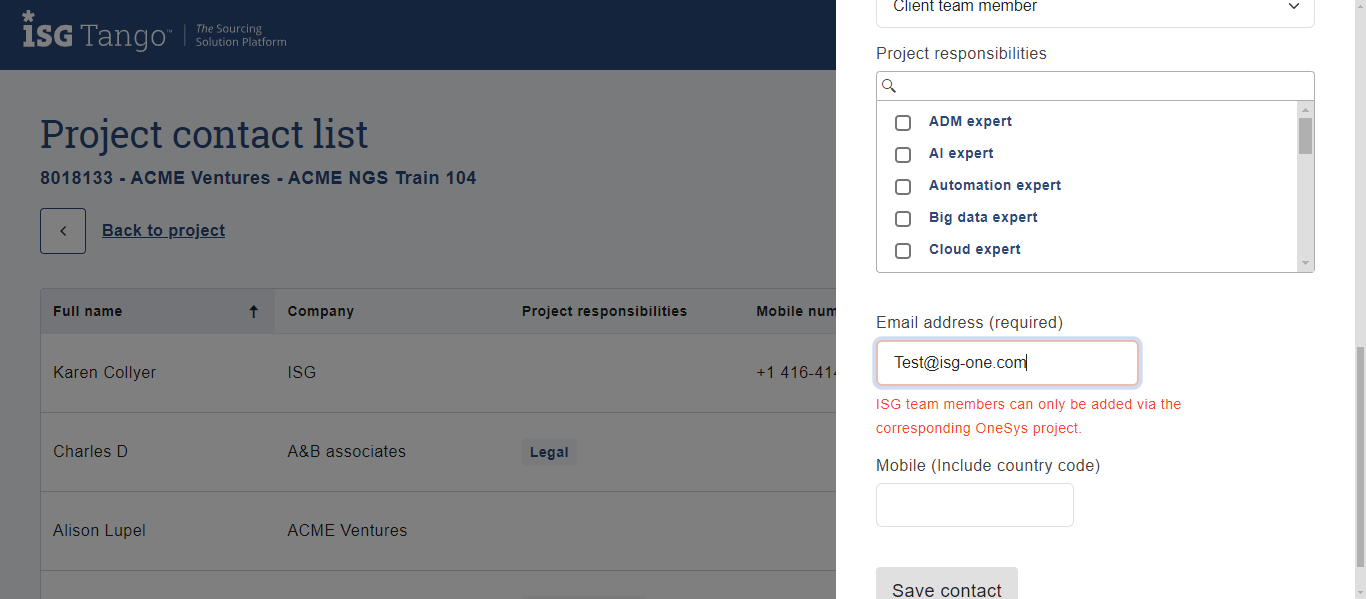 ISG Tango™ The Sourcing
Solution Platform
Project contact list
8018133 - ACME Ventures - ACME NGS Train 104
Back to project
Full name Company Project responsibilities Mobile num
Karen Collyer ISG +1 416-414
Charles D A&B associates Legal
Alison Lupel ACME Ventures
Client team member
Project responsibilities
ADM expert
AI expert
Automation expert
Big data expert
Cloud expert
Email address (required)
Test@isg-one.com
ISG team members can only be added via the
corresponding OneSys project.
Mobile (Include country code)
Save contact